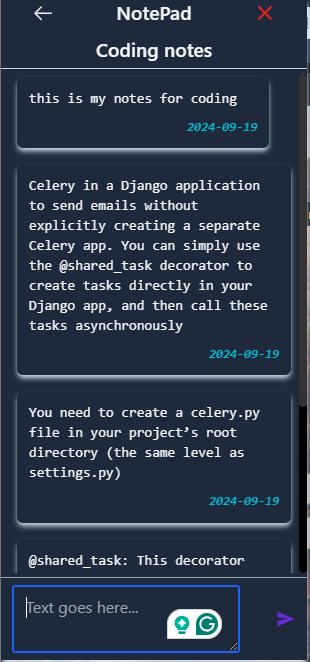 NotePad
Coding notes
this is my notes for coding
2024-09-19
Celery in a Django application
to send emails without
explicitly creating a separate
Celery app. You can simply use
the @shared_task decorator to
create tasks directly in your
Django app, and then call these
tasks asynchronously
2024-09-19
You need to create a celery.py
file in your project’s root
directory (the same level as
settings.py)
2024-09-19
@shared_task: This decorator
Text goes here...